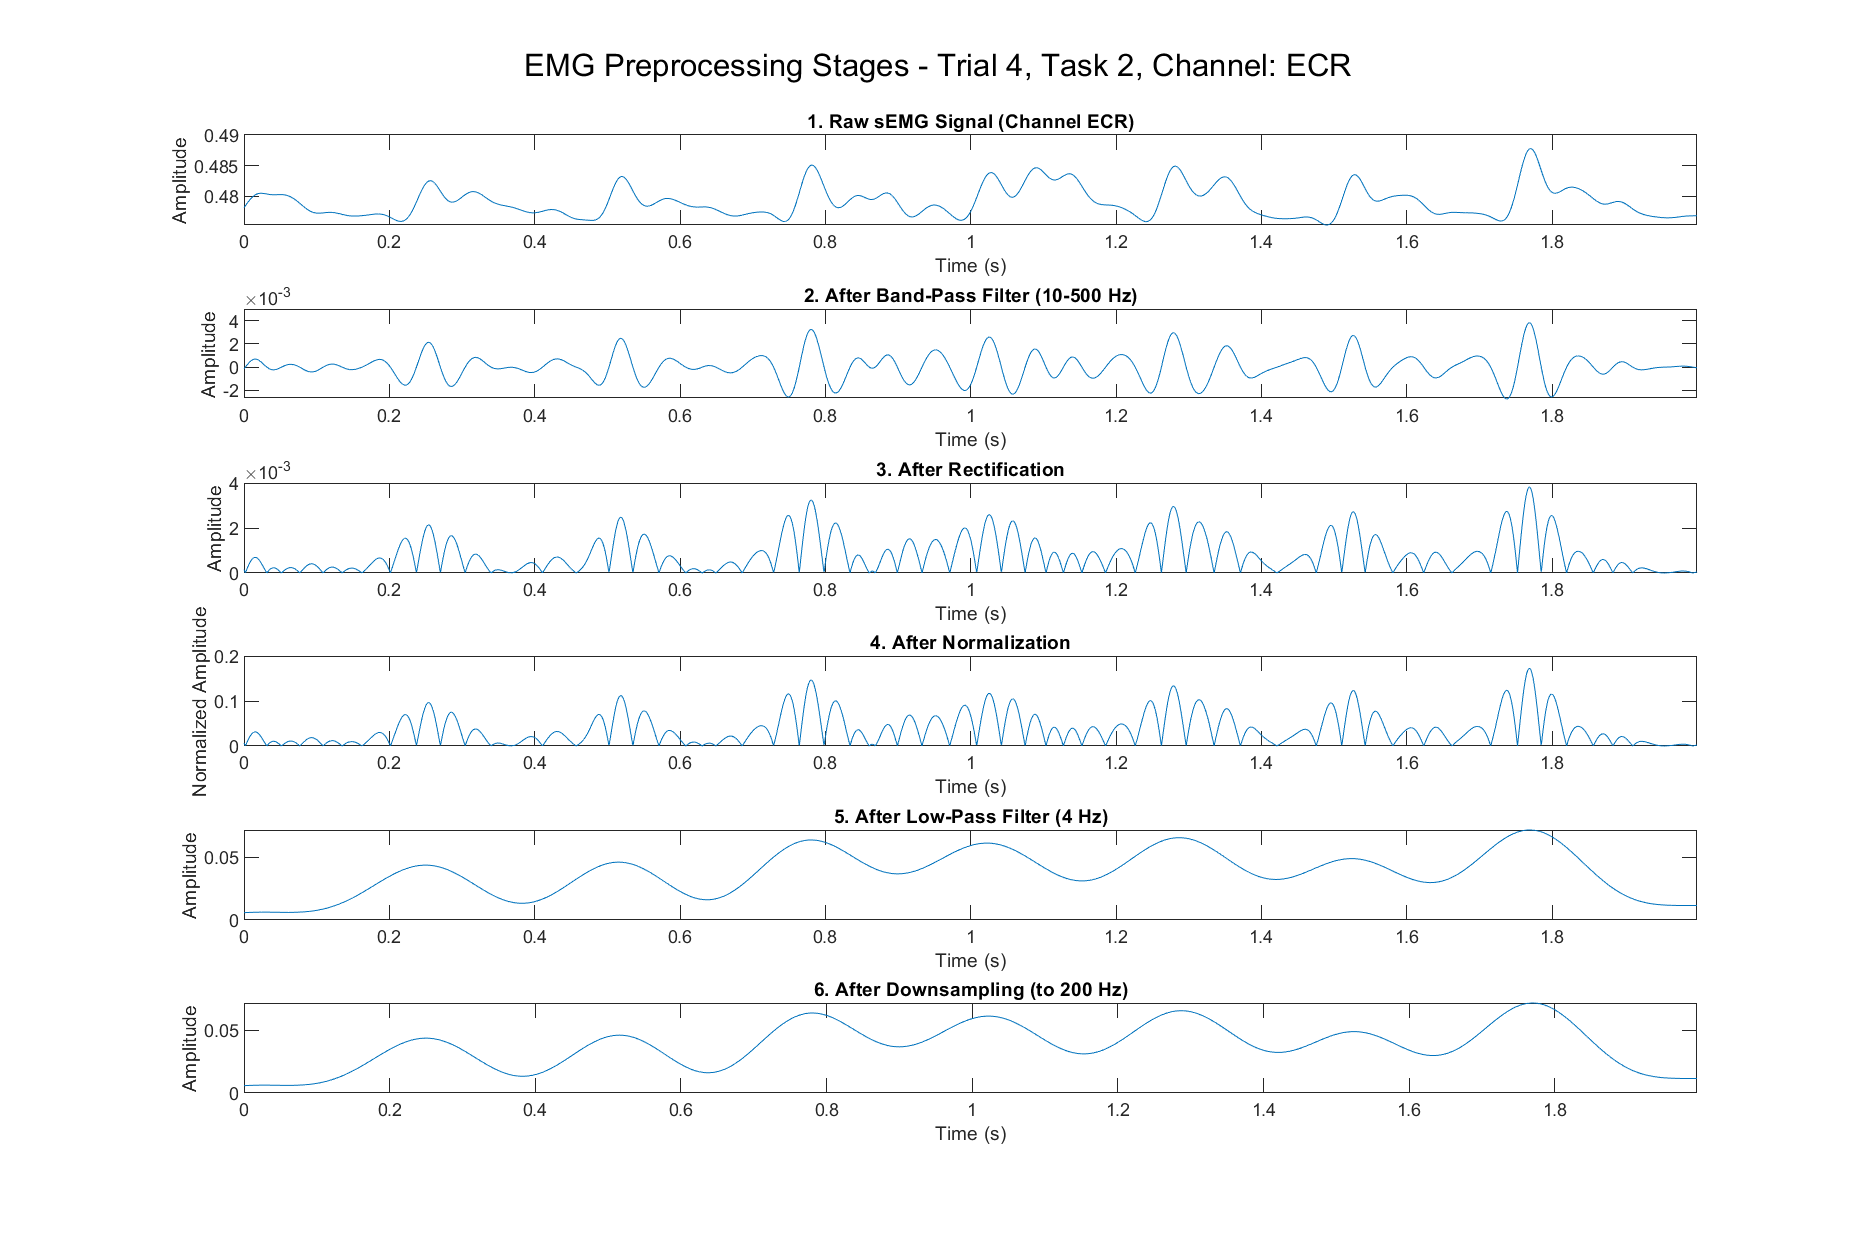 EMG Preprocessing Stages - Trial 4, Task 2, Channel: ECR
1. Raw sEMG Signal (Channel ECR)
Amplitude
0.49
0.485
0.48
0 0.2 0.4 0.6 0.8 1 1.2 1.4 1.6 1.8
Time (s)
×10-3
2. After Band-Pass Filter (10-500 Hz)
Amplitude
4
2
0
-2
0 0.2 0.4 0.6 0.8 1 1.2 1.4 1.6 1.8
Time (s)
×10-3
3. After Rectification
Amplitude
4
2
0
0 0.2 0.4 0.6 0.8 1 1.2 1.4 1.6 1.8
Time (s)
4. After Normalization
Normalized Amplitude
0.2
0.1
0
0 0.2 0.4 0.6 0.8 1 1.2 1.4 1.6 1.8
Time (s)
5. After Low-Pass Filter (4 Hz)
Amplitude
0.05
0
0 0.2 0.4 0.6 0.8 1 1.2 1.4 1.6 1.8
Time (s)
6. After Downsampling (to 200 Hz)
Amplitude
0.05
0
0 0.2 0.4 0.6 0.8 1 1.2 1.4 1.6 1.8
Time (s)